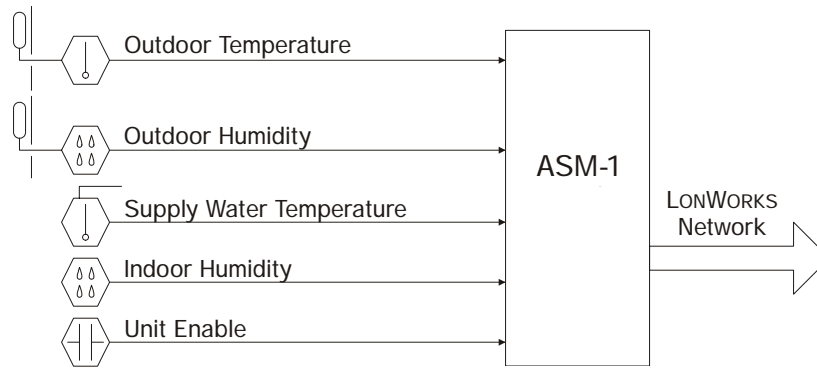 Outdoor Temperature
Outdoor Humidity
ASM-1
Supply Water Temperature
LONWORKS
Network
Indoor Humidity
Unit Enable